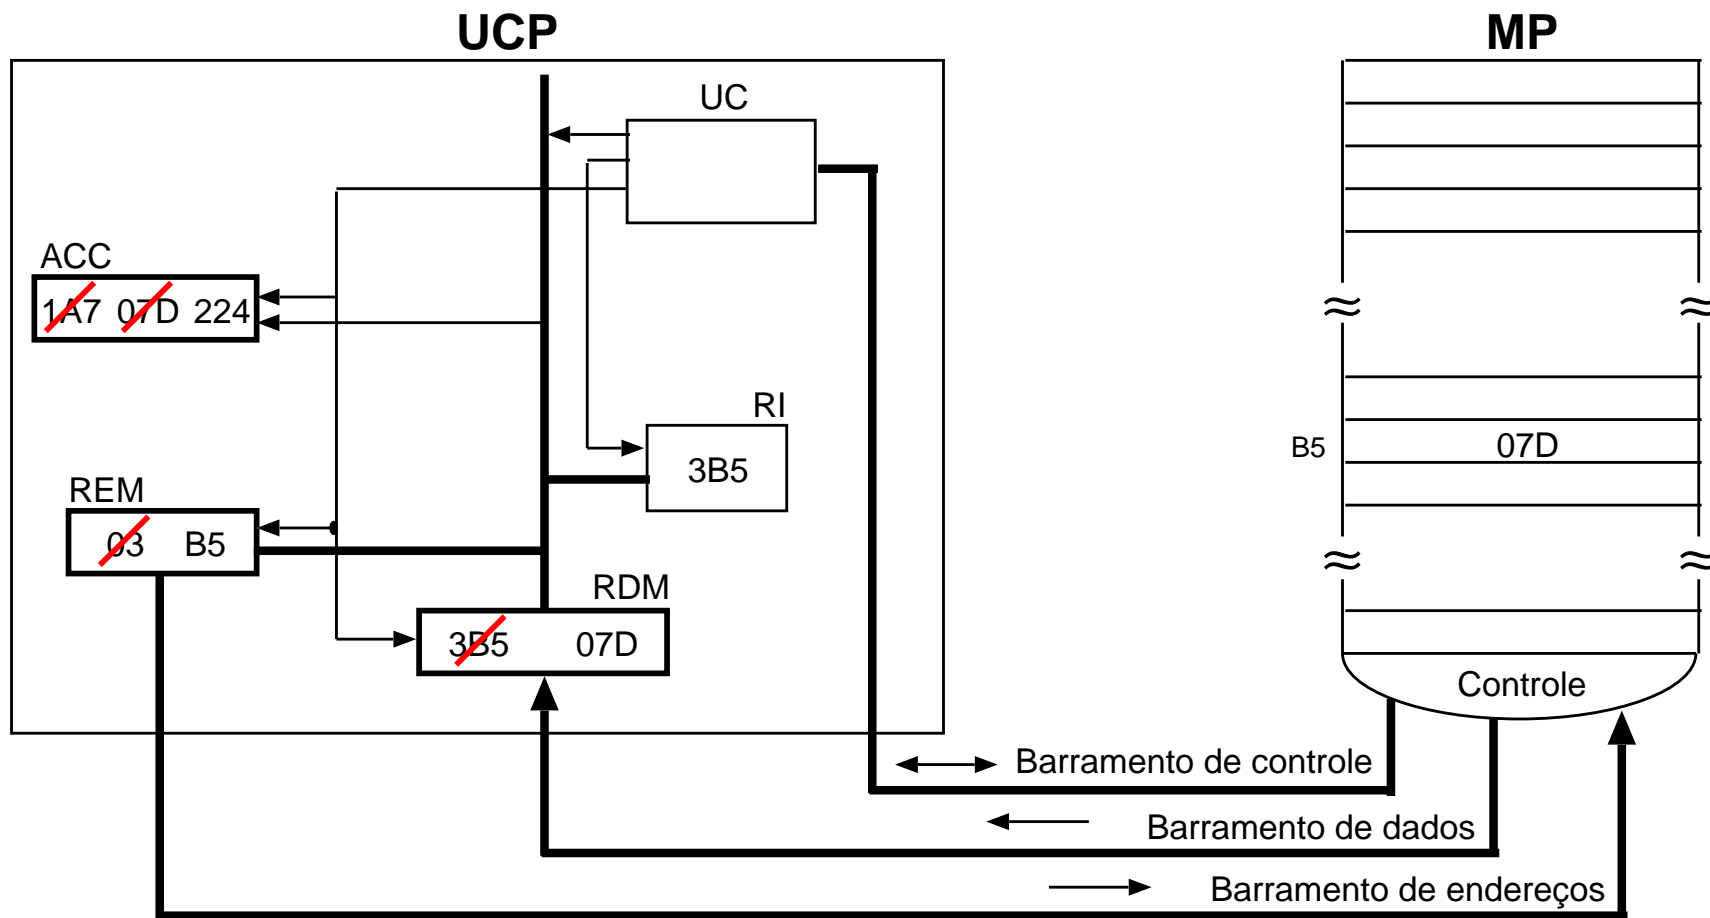 UCP
MP
UC
ACC
1A7 07D 224
RI
3B5
B5
07D
REM
03 B5
RDM
3B5 07D
Controle
Barramento de controle
Barramento de dados
Barramento de endereços